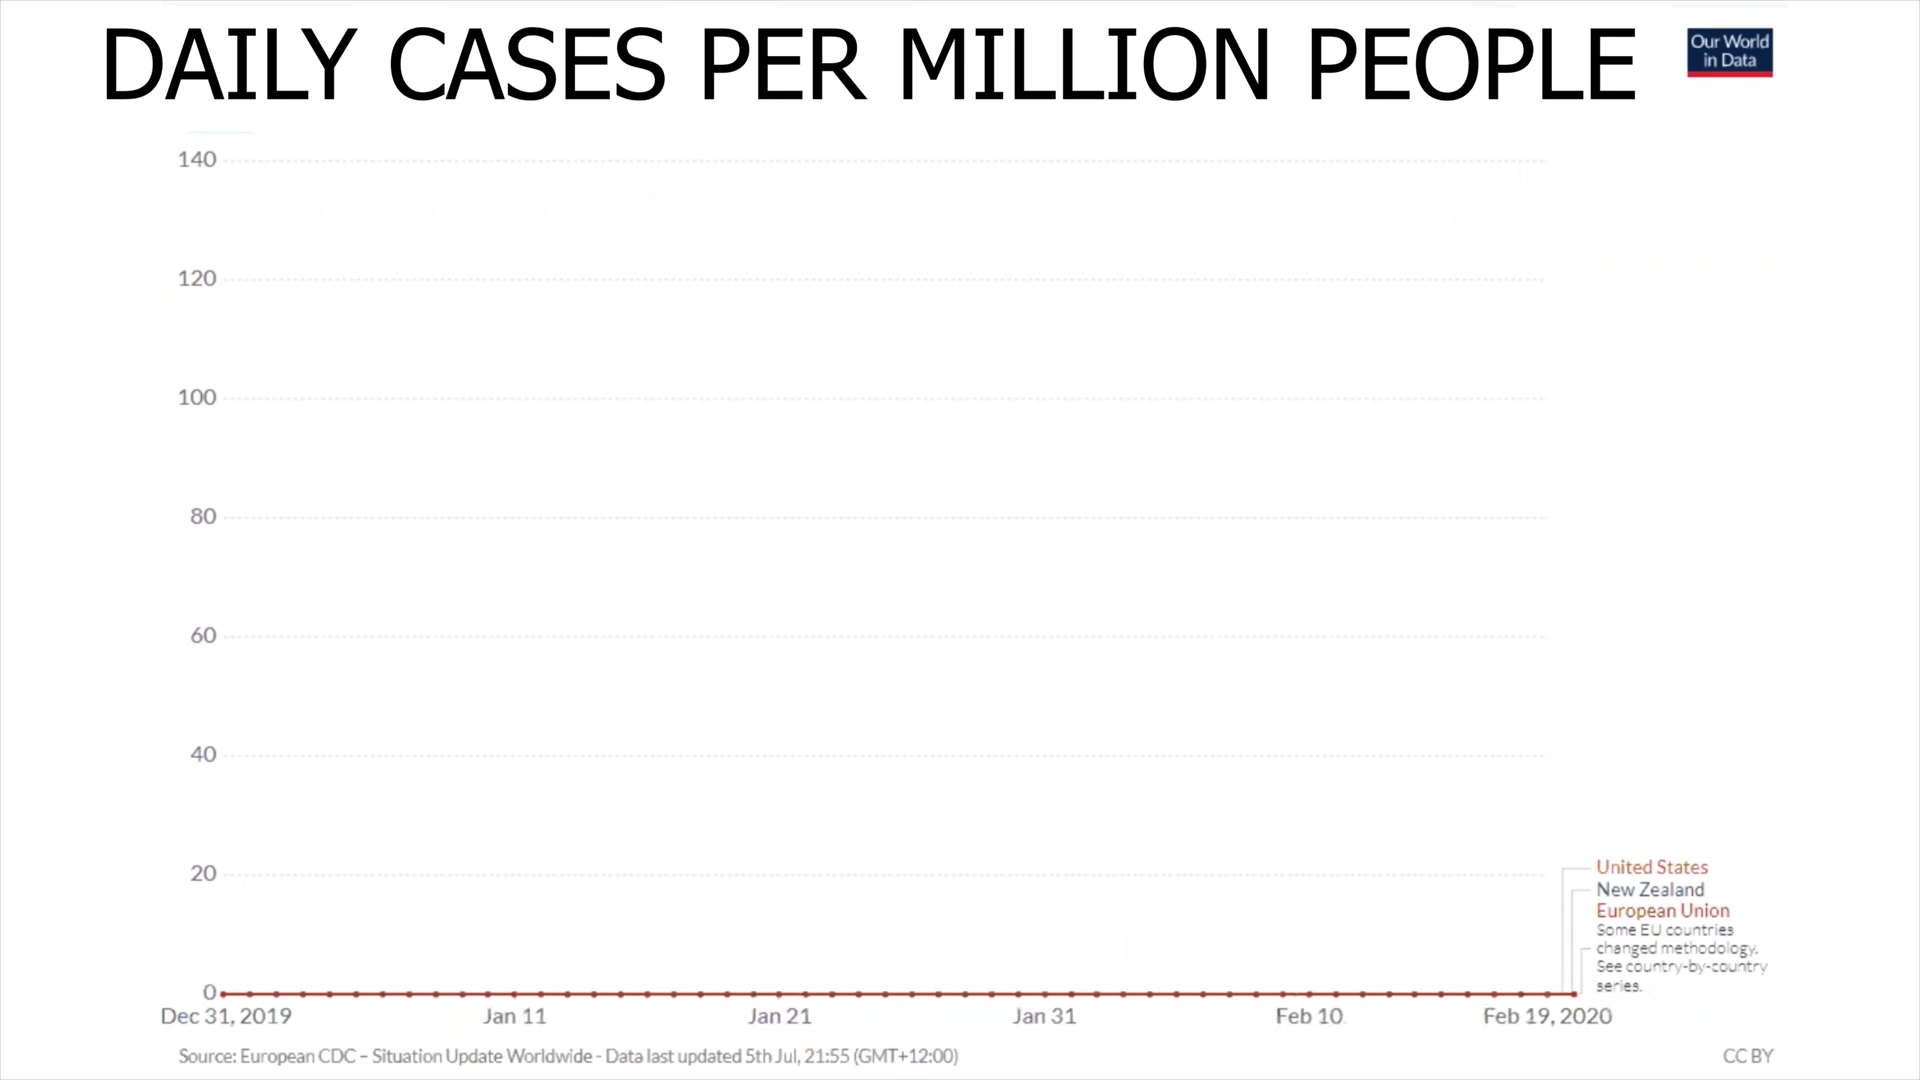 DAILY CASES PER MILLION PEOPLE
Our World
in Data
140
120
100
80
60
40
20
0
United States
New Zealand
European Union
Some EU countries
changed methodology.
See country-by-country
series.
Dec 31, 2019
Jan 11
Jan 21
Jan 31
Feb 10
Feb 19, 2020
Source: European CDC – Situation Update Worldwide - Data last updated 5th Jul, 21:55 (GMT+12:00)
CC BY